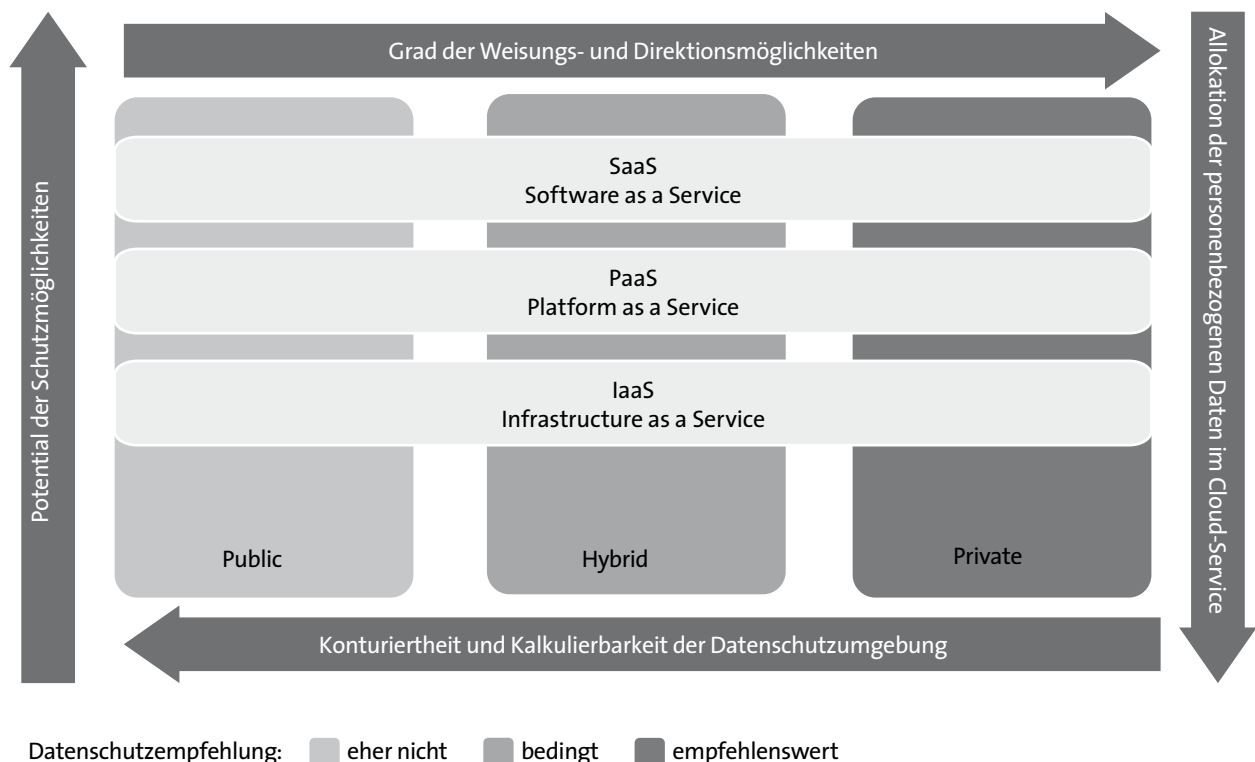 Grad der Weisungs- und Direktionsmöglichkeiten
Potential der Schutzmöglichkeiten
Allokation der personenbezogenen Daten im Cloud-Service
SaaS
Software as a Service
PaaS
Platform as a Service
IaaS
Infrastructure as a Service
Public
Hybrid
Private
Konturiertheit und Kalkulierbarkeit der Datenschutzumgebung
Datenschutzempfehlung: eher nicht bedingt empfehlenswert